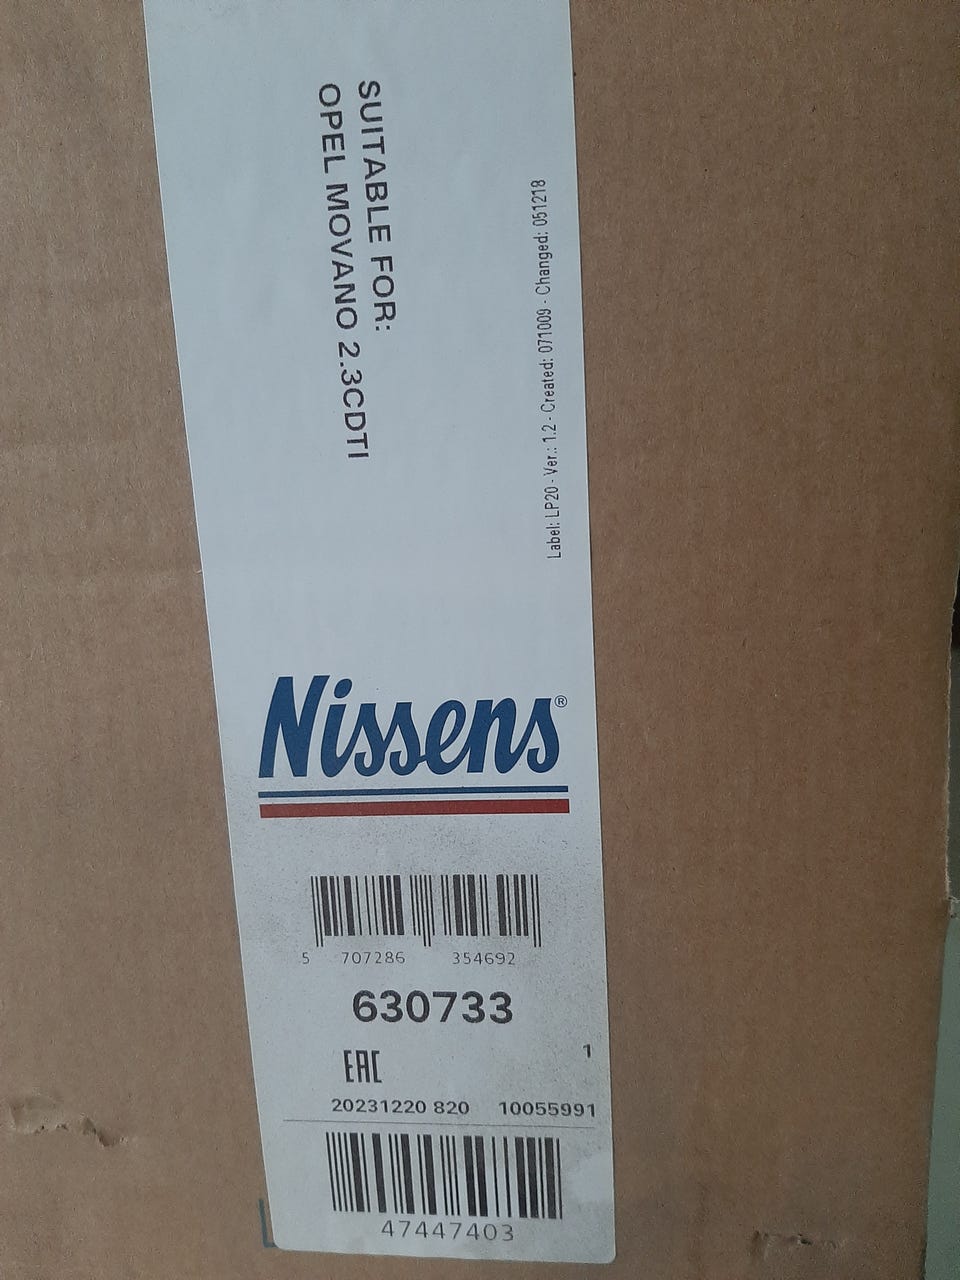 SUITABLE FOR:
OPEL MOVANO 2.3CDTI
Label: LP20 - Ver.: 1.2 - Created: 071009 - Changed: 051218
Nissens®
5 707286 354692
630733
EAC
1
20231220 820 10055991
47447403